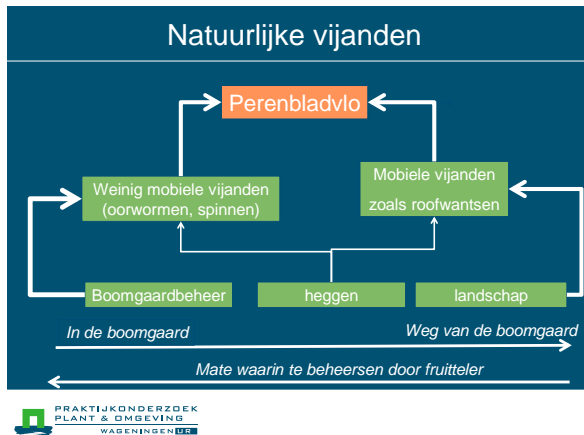 Natuurlijke vijanden
Perenbladvlo
Weinig mobiele vijanden
(oorwormen, spinnen)
Mobiele vijanden
zoals roofwantsen
Boomgaardbeheer
heggen
landschap
In de boomgaard
Weg van de boomgaard
Mate waarin te beheersen door fruitteler
PRAKTIJKONDERZOEK
PLANT & OMGEVING
WAGENINGEN UR